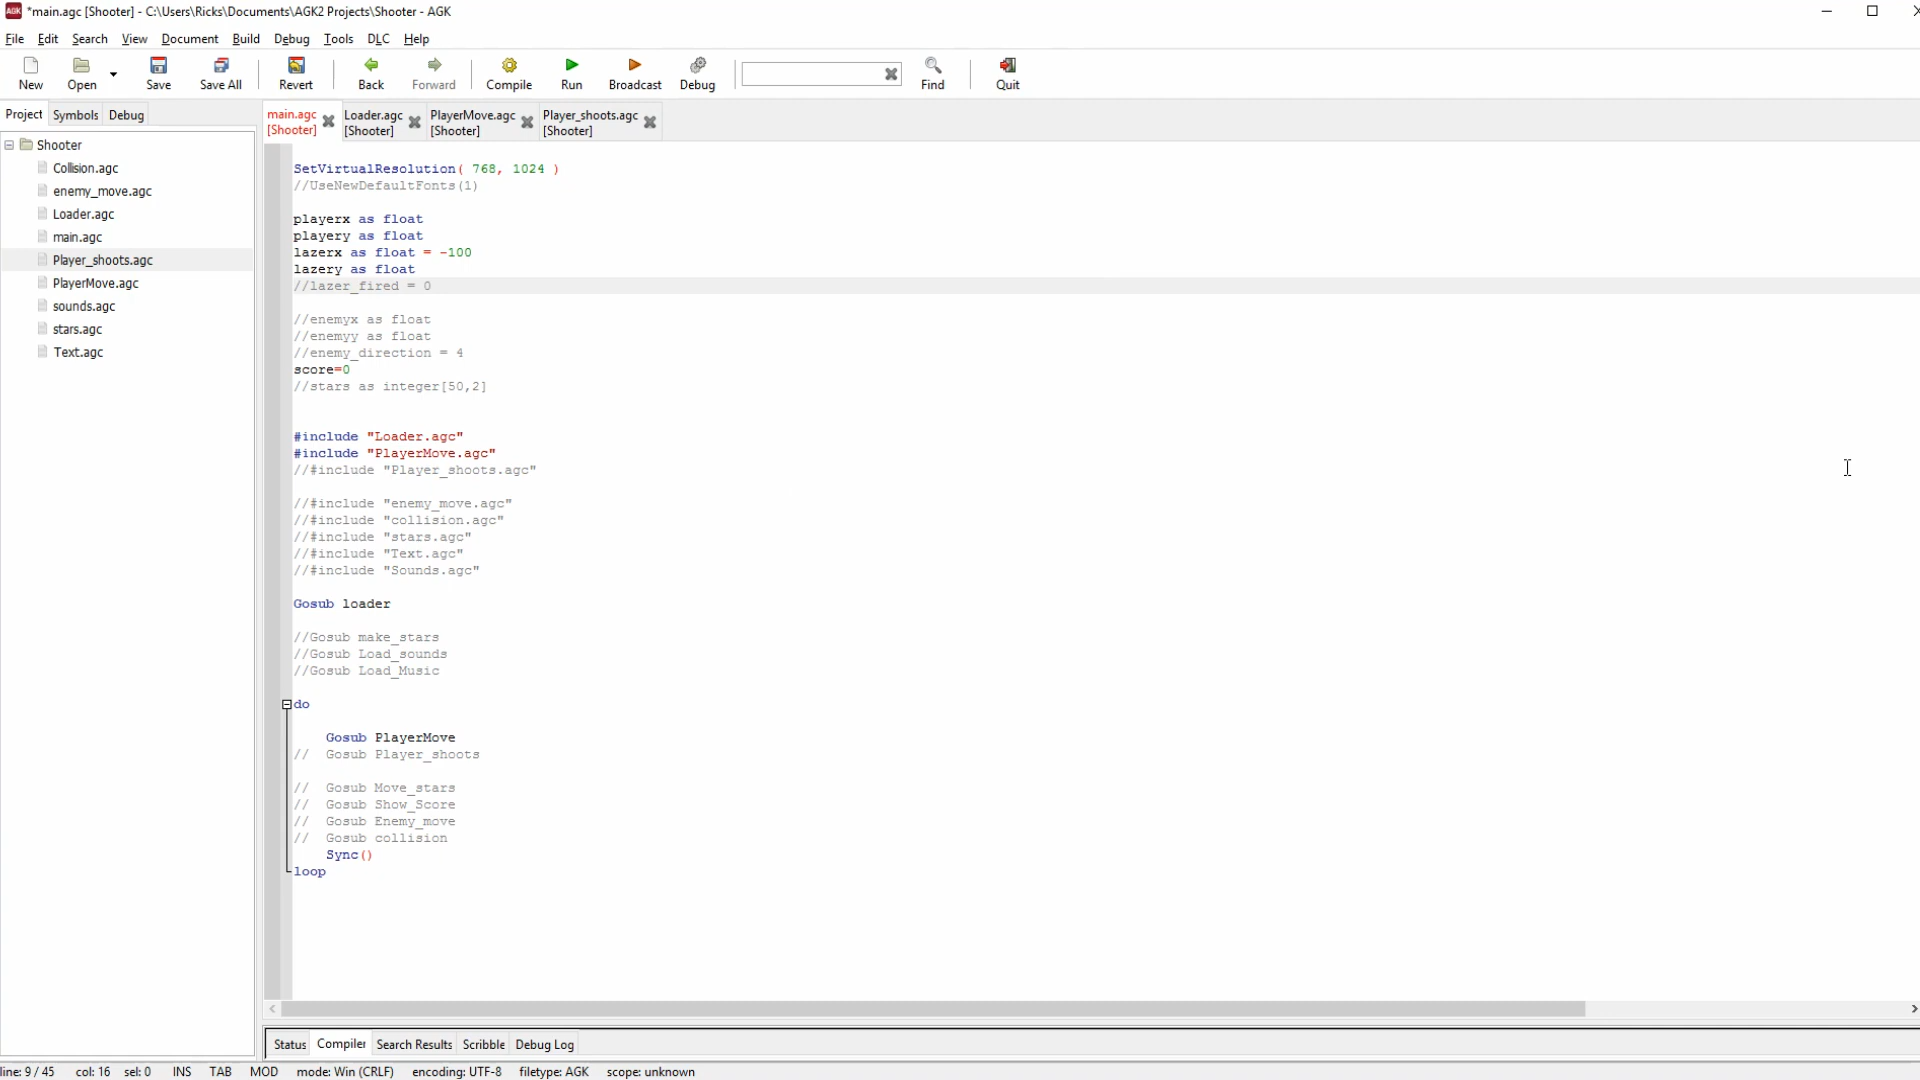 *main.agc [Shooter] - C:\Users\Ricks\Documents\AGK2 Projects\Shooter - AGK
File Edit Search View Document Build Debug Tools DLC Help
New Open Save Save All Revert Back Forward Compile Run Broadcast Debug Find Quit
Project Symbols Debug
main.agc [Shooter]
Loader.agc [Shooter]
PlayerMove.agc [Shooter]
Player_shoots.agc [Shooter]
Shooter
Collision.agc
enemy_move.agc
Loader.agc
main.agc
Player_shoots.agc
PlayerMove.agc
sounds.agc
stars.agc
Text.agc
SetVirtualResolution( 768, 1024 )
//UseNewDefaultFonts(1)
playerx as float
playery as float
lazerx as float = -100
lazery as float
//lazer_fired = 0
//enemyx as float
//enemyy as float
//enemy_direction = 4
score=0
//stars as integer[50,2]
#include "Loader.agc"
#include "PlayerMove.agc"
//#include "Player_shoots.agc"
//#include "enemy_move.agc"
//#include "collision.agc"
//#include "stars.agc"
//#include "Text.agc"
//#include "Sounds.agc"
Gosub loader
//Gosub make_stars
//Gosub Load_sounds
//Gosub Load_Music
do
Gosub PlayerMove
// Gosub Player_shoots
// Gosub Move_stars
// Gosub Show_Score
// Gosub Enemy_move
// Gosub collision
Sync()
loop
Status Compiler Search Results Scribble Debug Log
line: 9 / 45 col: 16 sel: 0 INS TAB MOD mode: Win (CRLF) encoding: UTF-8 filetype: AGK scope: unknown